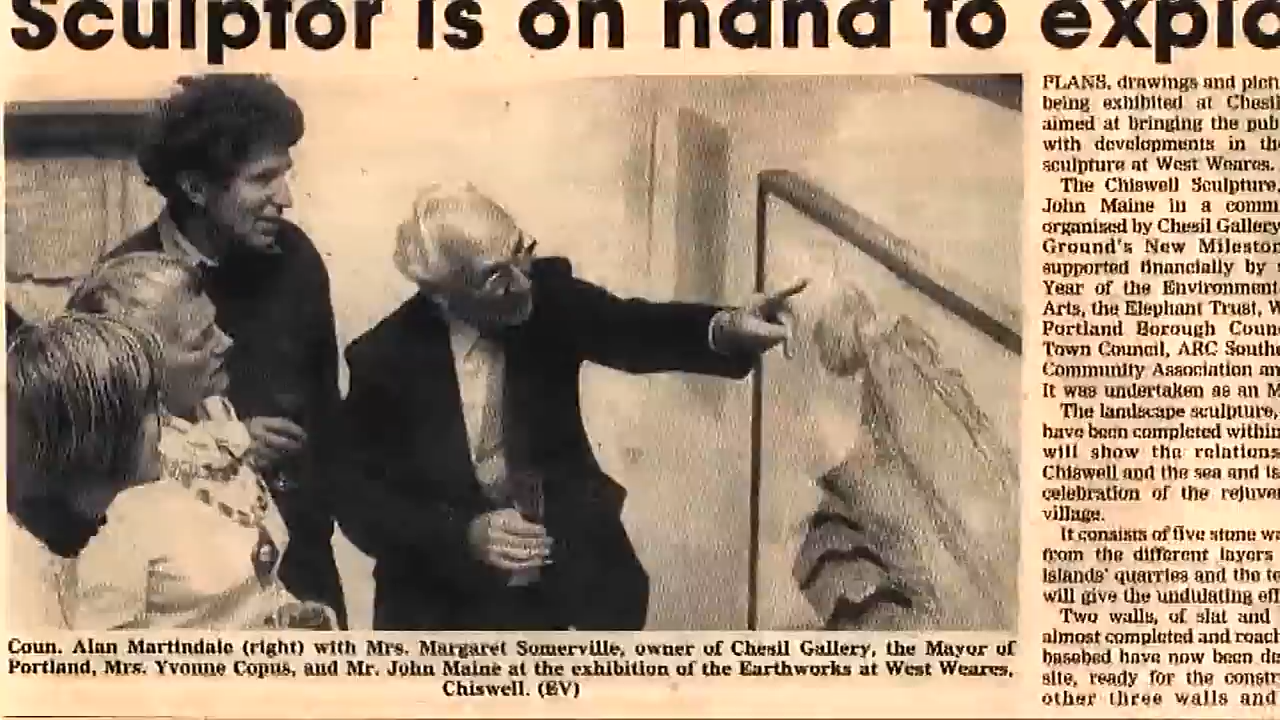 Sculptor is on hand to expla
PLANS, drawings and pict
being exhibited at Chesil
aimed at bringing the pub
with developments in th
sculpture at West Weares.
The Chiswell Sculpture,
John Maine in a comm
organised by Chesil Gallery
Ground's New Mileston
supported financially by
Year of the Environment
Arts, the Elephant Trust, W
Portland Borough Coun
Town Council, ARC Southe
Community Association an
It was undertaken as an M
The landscape sculpture,
have been completed within
will show the relations
Chiswell and the sea and is
celebration of the rejuve
village.
It consists of five stone wa
from the different layers
islands' quarries and the te
will give the undulating eff
Two walls, of slat and
almost completed and roach
basebed have now been de
site, ready for the constr
other three walls and
Coun. Alan Martindale (right) with Mrs. Margaret Somerville, owner of Chesil Gallery, the Mayor of
Portland, Mrs. Yvonne Copus, and Mr. John Maine at the exhibition of the Earthworks at West Weares,
Chiswell. (EV)